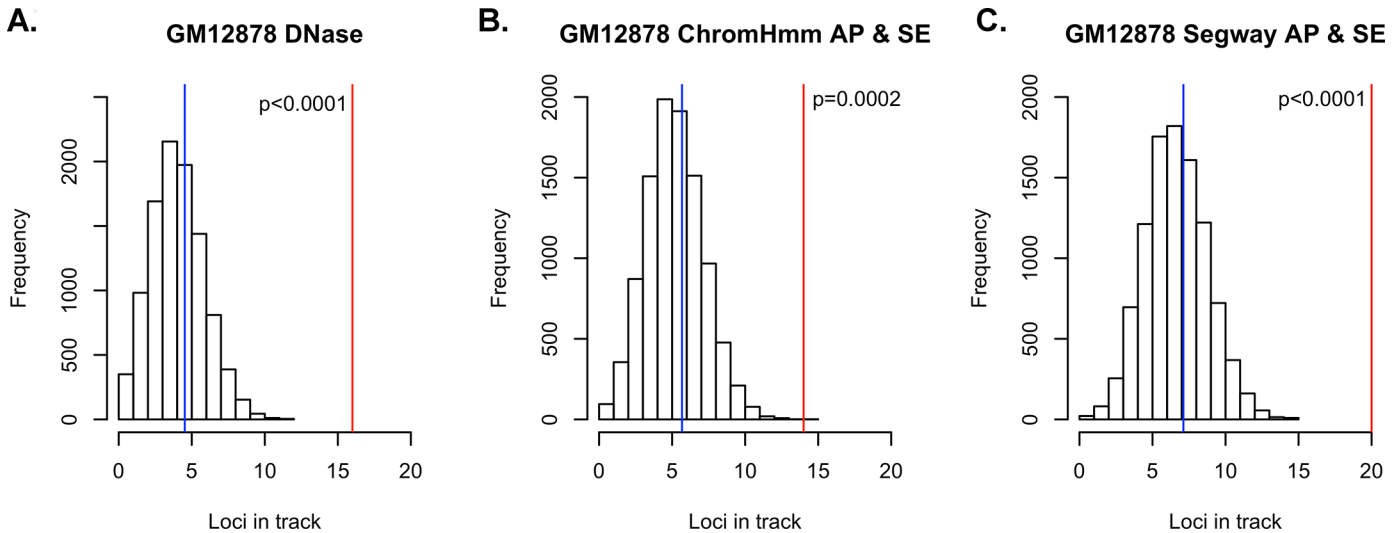 A.
GM12878 DNase
p<0.0001
Frequency
0
500
1000
2000
0 5 10 15 20
Loci in track
B.
GM12878 ChromHmm AP & SE
p=0.0002
Frequency
0
500
1000
1500
2000
0 5 10 15 20
Loci in track
C.
GM12878 Segway AP & SE
p<0.0001
Frequency
0
500
1000
1500
2000
0 5 10 15 20
Loci in track